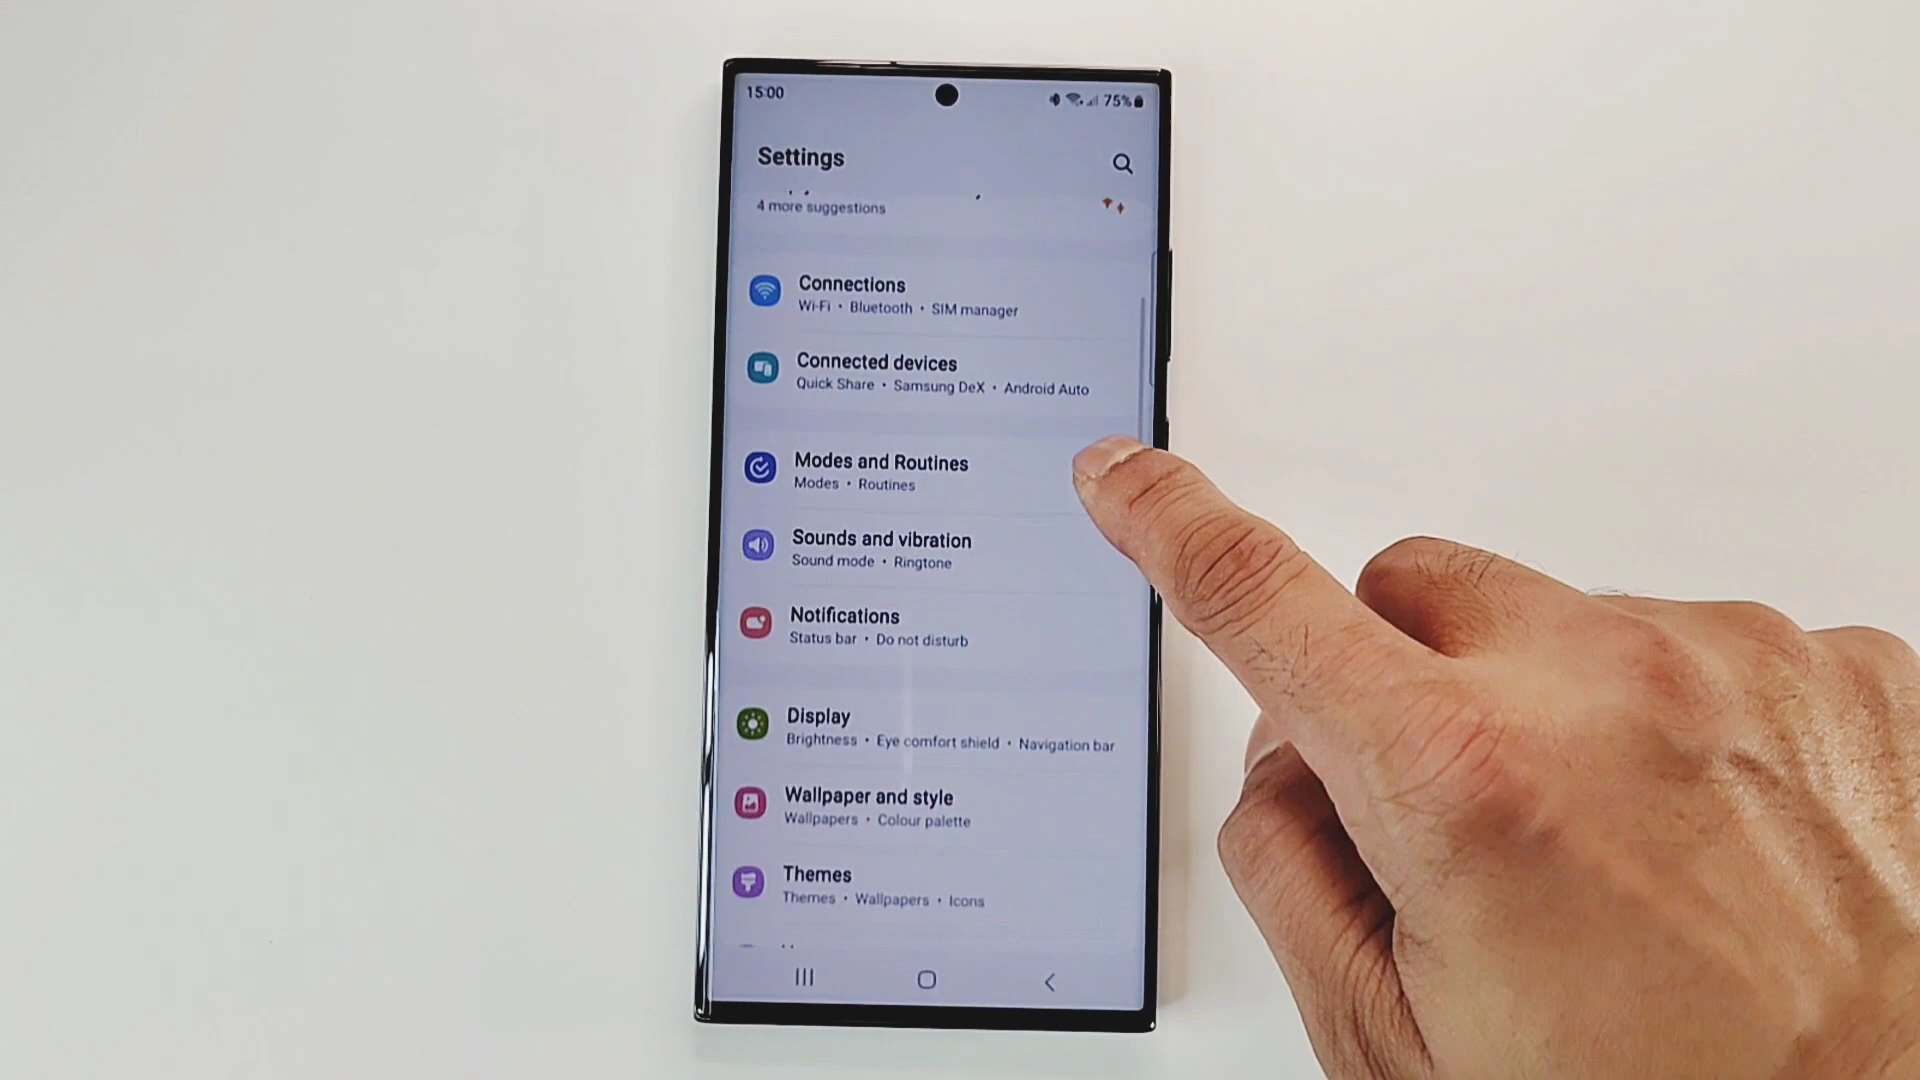 15:00
75%
Settings
4 more suggestions
Connections
Wi-Fi • Bluetooth • SIM manager
Connected devices
Quick Share • Samsung DeX • Android Auto
Modes and Routines
Modes • Routines
Sounds and vibration
Sound mode • Ringtone
Notifications
Status bar • Do not disturb
Display
Brightness • Eye comfort shield • Navigation bar
Wallpaper and style
Wallpapers • Colour palette
Themes
Themes • Wallpapers • Icons